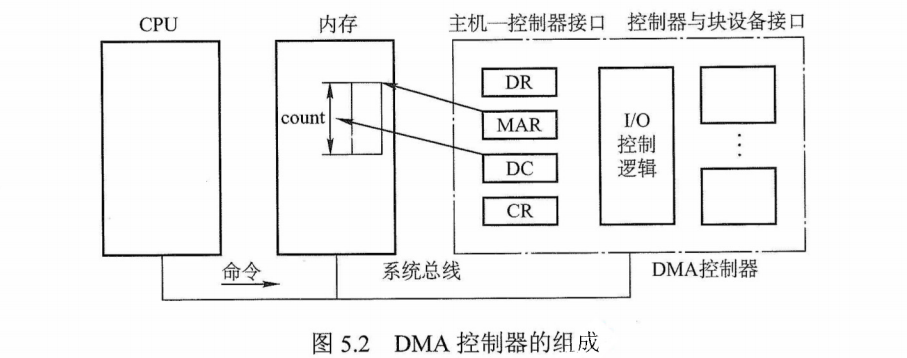 CPU
内存
主机—控制器接口
控制器与块设备接口
count
DR
MAR
DC
CR
I/O
控制
逻辑
⋮
命令
系统总线
DMA控制器
图 5.2 DMA 控制器的组成